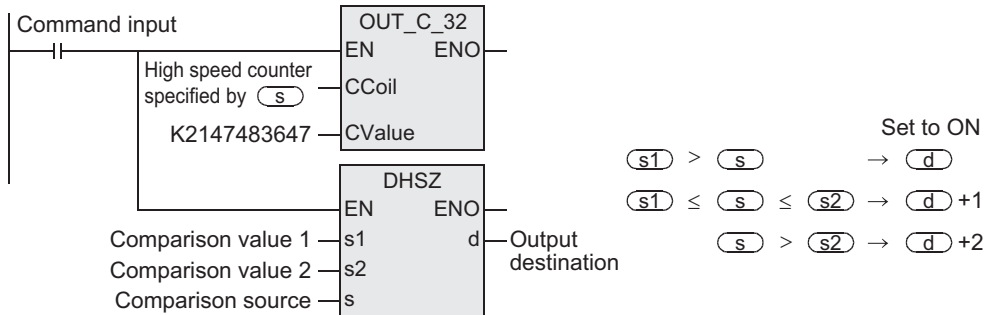 Command input
OUT_C_32
EN ENO
High speed counter
specified by s
CCoil
K2147483647
CValue
DHSZ
EN ENO
Comparison value 1
s1 d
Output
destination
Comparison value 2
s2
Comparison source
s
Set to ON
s1 > s → d
s1 ≤ s ≤ s2 → d +1
s > s2 → d +2